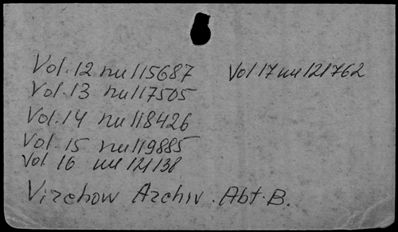 Vol. 12 nu 115687
Vol. 13 nu 117505
Vol. 14 nu 118426
Vol. 15 nu 119885
Vol 16 nu 121138
Vol 17 nu 121762
Virchow Archiv. Abt. B.